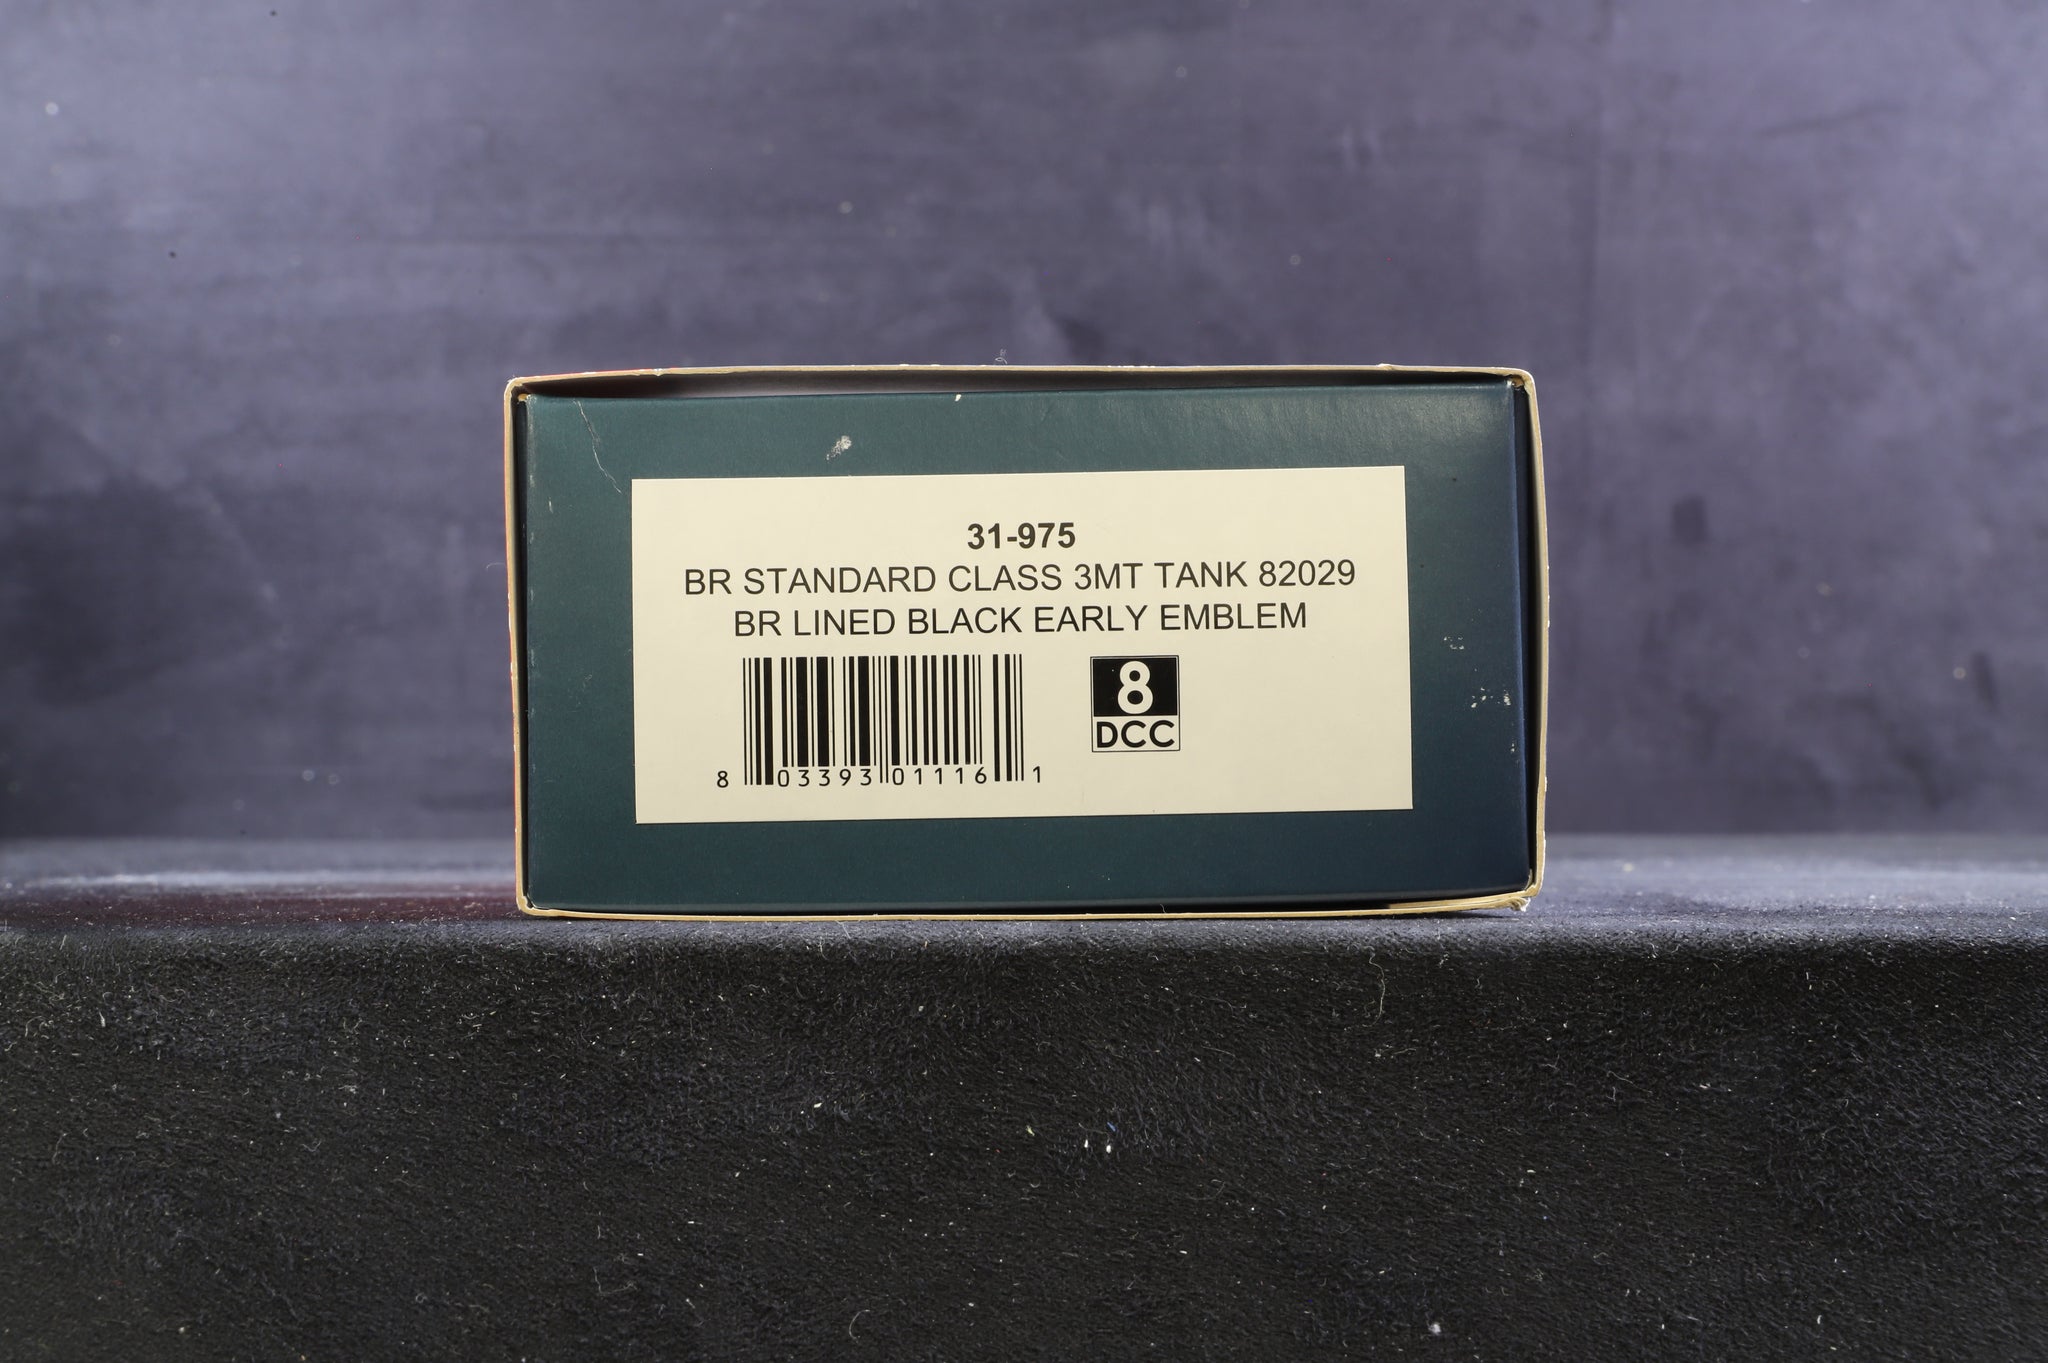 31-975
BR STANDARD CLASS 3MT TANK 82029
BR LINED BLACK EARLY EMBLEM
8 03393 01116 1
8
DCC